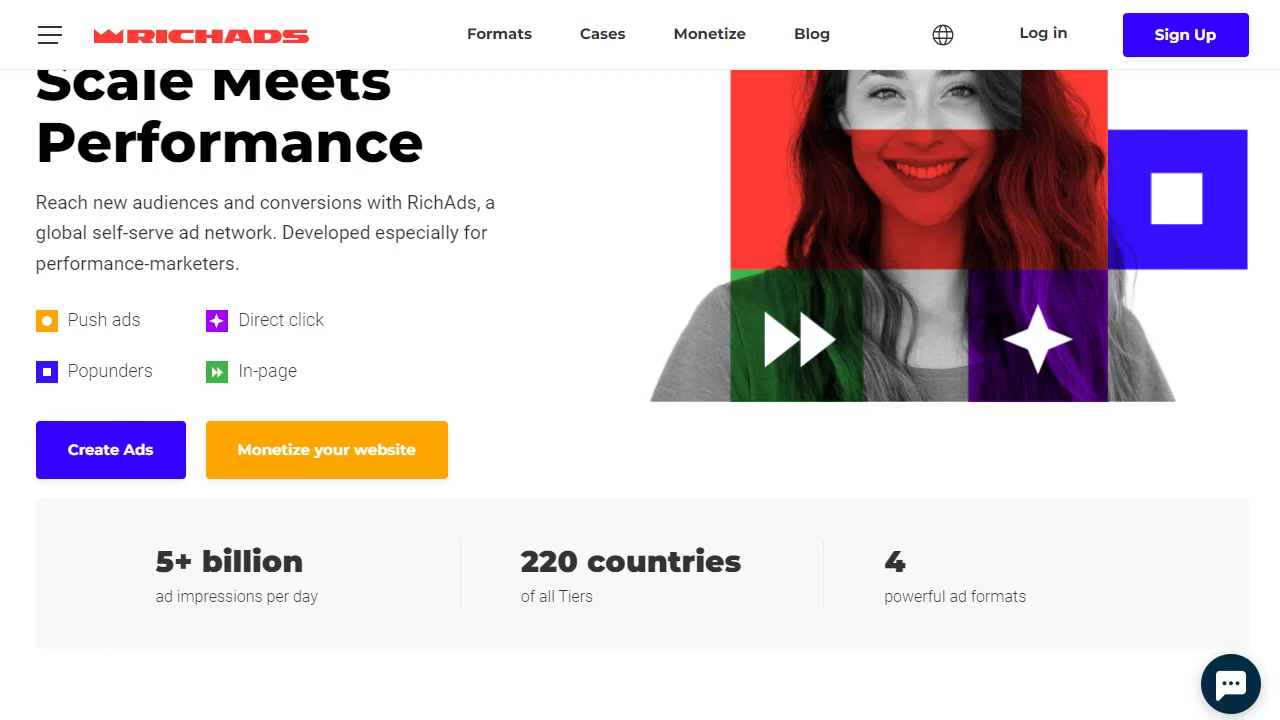 RICHADS
Formats
Cases
Monetize
Blog
Log in
Sign Up
Scale Meets
Performance
Reach new audiences and conversions with RichAds, a
global self-serve ad network. Developed especially for
performance-marketers.
Push ads
Direct click
Popunders
In-page
Create Ads
Monetize your website
5+ billion
ad impressions per day
220 countries
of all Tiers
4
powerful ad formats